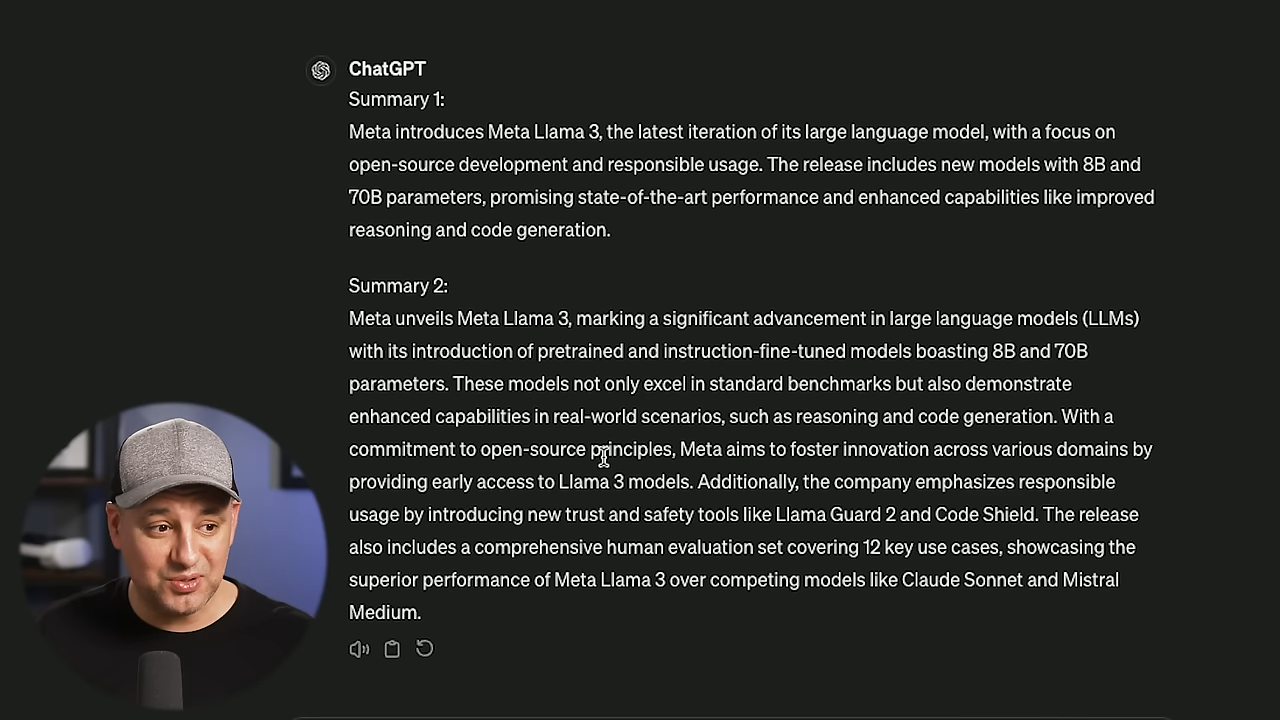 ChatGPT
Summary 1:
Meta introduces Meta Llama 3, the latest iteration of its large language model, with a focus on
open-source development and responsible usage. The release includes new models with 8B and
70B parameters, promising state-of-the-art performance and enhanced capabilities like improved
reasoning and code generation.
Summary 2:
Meta unveils Meta Llama 3, marking a significant advancement in large language models (LLMs)
with its introduction of pretrained and instruction-fine-tuned models boasting 8B and 70B
parameters. These models not only excel in standard benchmarks but also demonstrate
enhanced capabilities in real-world scenarios, such as reasoning and code generation. With a
commitment to open-source principles, Meta aims to foster innovation across various domains by
providing early access to Llama 3 models. Additionally, the company emphasizes responsible
usage by introducing new trust and safety tools like Llama Guard 2 and Code Shield. The release
also includes a comprehensive human evaluation set covering 12 key use cases, showcasing the
superior performance of Meta Llama 3 over competing models like Claude Sonnet and Mistral
Medium.